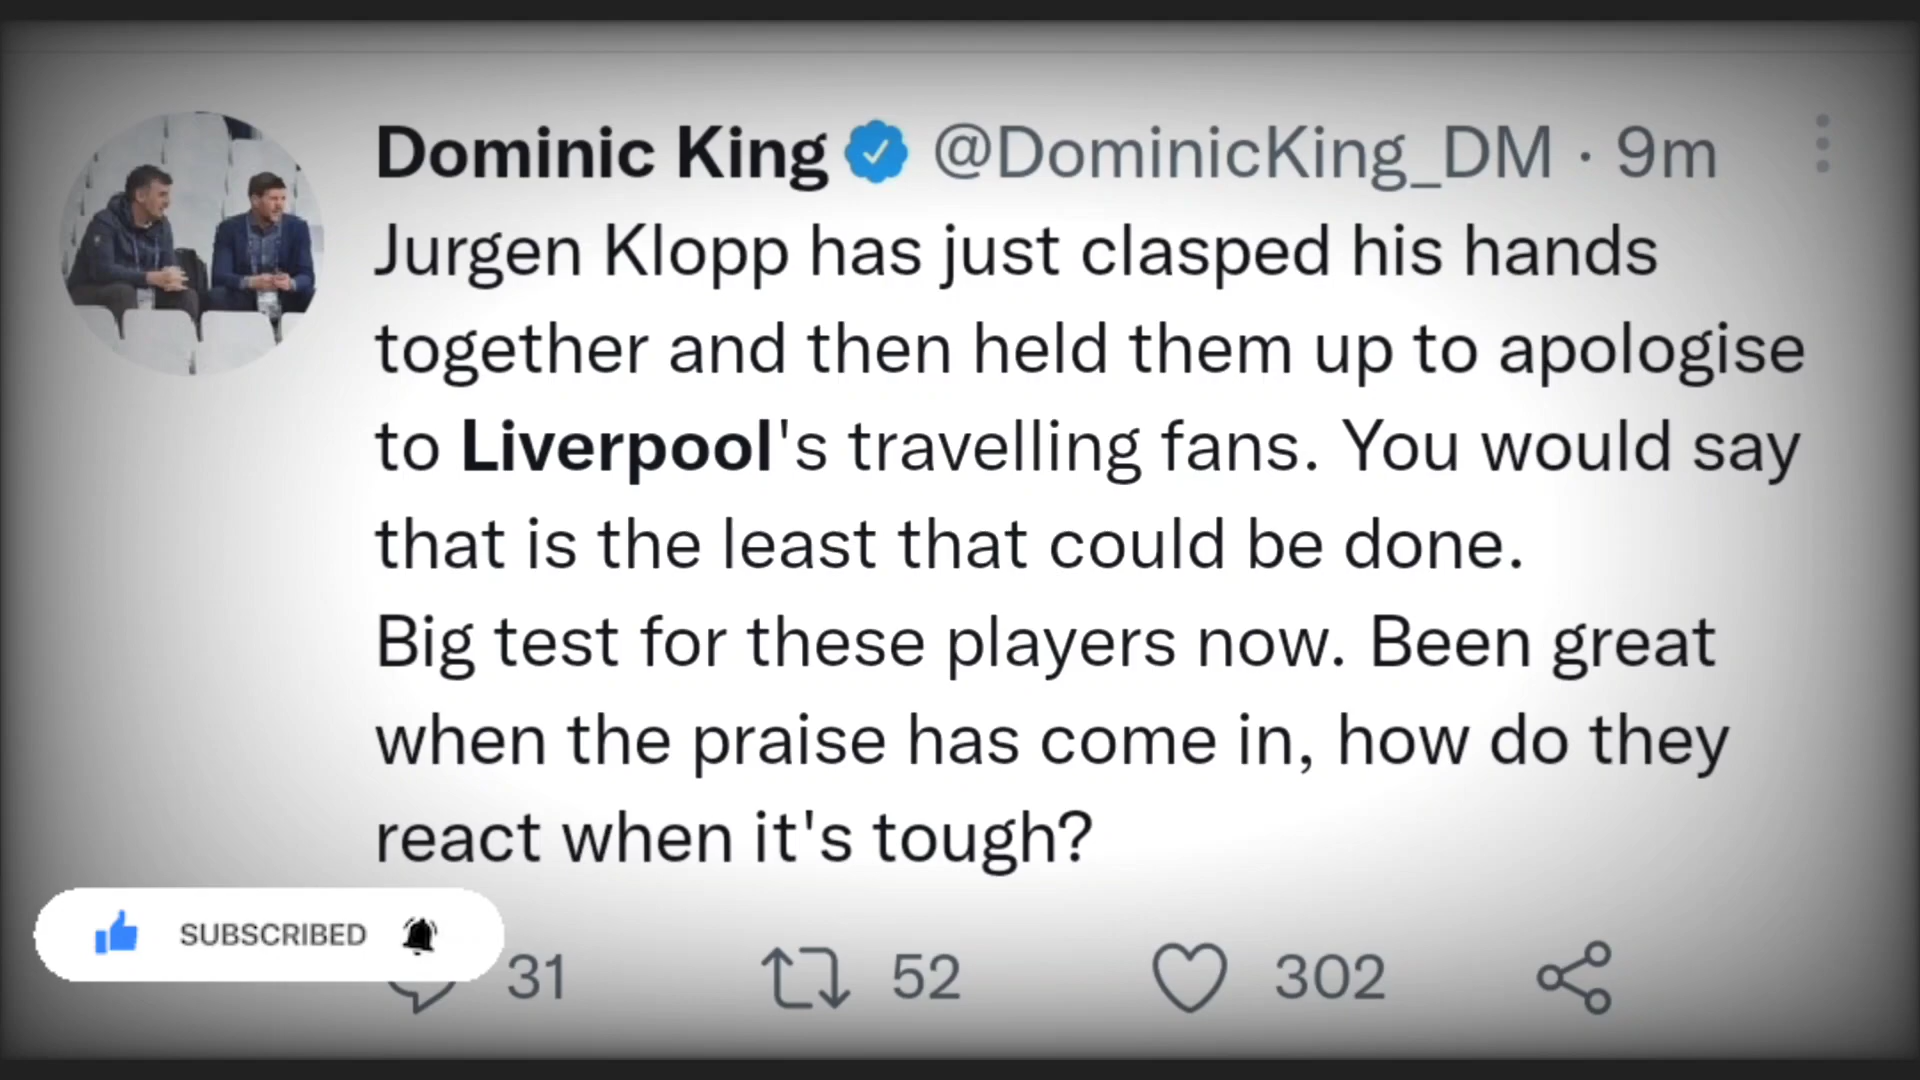 Dominic King @DominicKing_DM · 9m
Jurgen Klopp has just clasped his hands
together and then held them up to apologise
to Liverpool's travelling fans. You would say
that is the least that could be done.
Big test for these players now. Been great
when the praise has come in, how do they
react when it's tough?
SUBSCRIBED
31 52 302